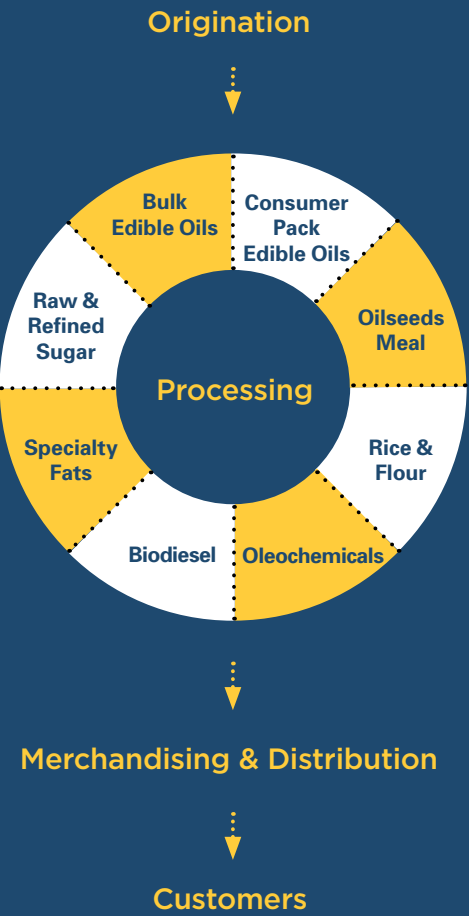 Origination
Bulk
Edible Oils
Consumer
Pack
Edible Oils
Raw &
Refined
Sugar
Oilseeds
Meal
Processing
Specialty
Fats
Rice &
Flour
Biodiesel
Oleochemicals
Merchandising & Distribution
Customers